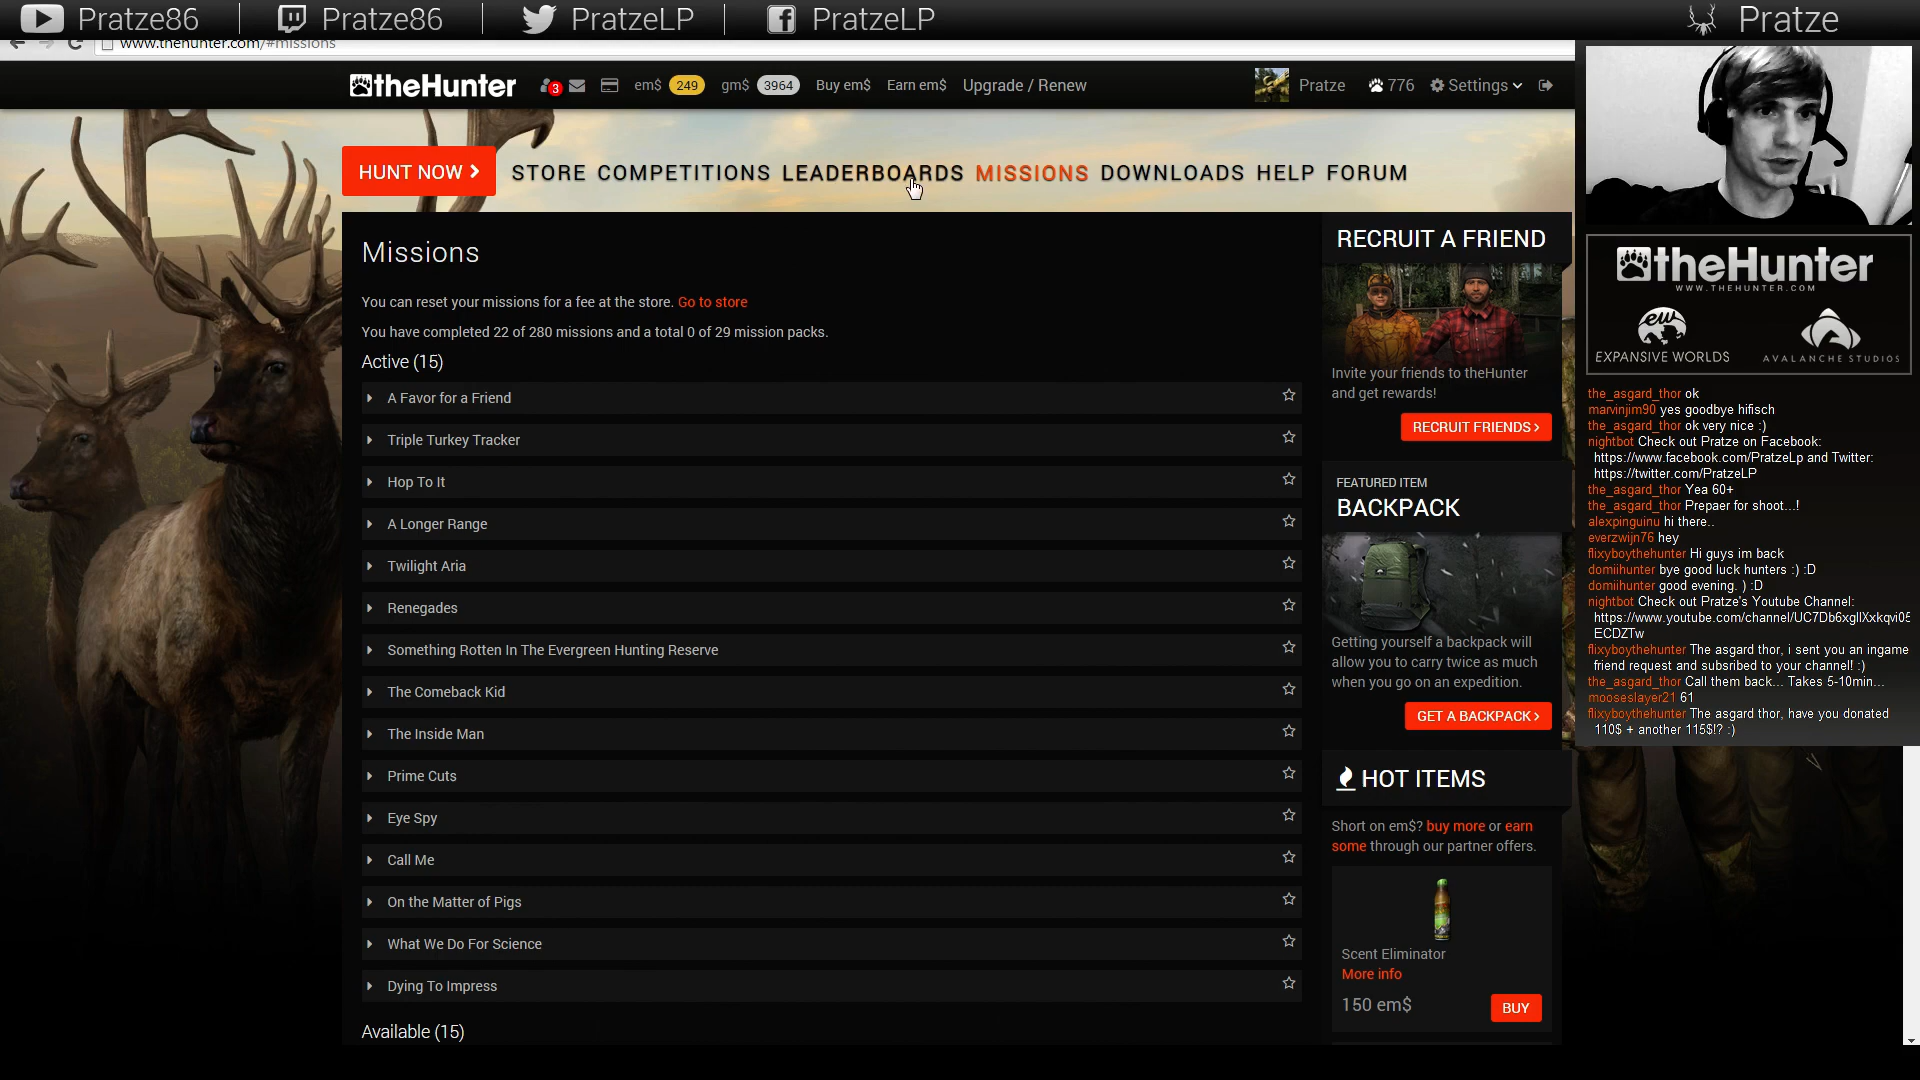 Pratze86 Pratze86 PratzeLP PratzeLP Pratze
www.thehunter.com/#missions
theHunter 3 em$ 249 gm$ 3964 Buy em$ Earn em$ Upgrade / Renew Pratze 776 Settings
HUNT NOW STORE COMPETITIONS LEADERBOARDS MISSIONS DOWNLOADS HELP FORUM
Missions
You can reset your missions for a fee at the store. Go to store
You have completed 22 of 280 missions and a total 0 of 29 mission packs.
Active (15)
A Favor for a Friend
Triple Turkey Tracker
Hop To It
A Longer Range
Twilight Aria
Renegades
Something Rotten In The Evergreen Hunting Reserve
The Comeback Kid
The Inside Man
Prime Cuts
Eye Spy
Call Me
On the Matter of Pigs
What We Do For Science
Dying To Impress
Available (15)
RECRUIT A FRIEND
Invite your friends to theHunter
and get rewards!
RECRUIT FRIENDS
FEATURED ITEM
BACKPACK
Getting yourself a backpack will
allow you to carry twice as much
when you go on an expedition.
GET A BACKPACK
HOT ITEMS
Short on em$? buy more or earn
some through our partner offers.
Scent Eliminator
More info
150 em$ BUY
theHunter
WWW.THEHUNTER.COM
ew
EXPANSIVE WORLDS AVALANCHE STUDIOS
the_asgard_thor ok
marvinjim90 yes goodbye hifisch
the_asgard_thor ok very nice :)
nightbot Check out Pratze on Facebook:
https://www.facebook.com/PratzeLp and Twitter:
https://twitter.com/PratzeLP
the_asgard_thor Yea 60+
the_asgard_thor Prepaer for shoot...!
alexpinguinu hi there..
everzwijn76 hey
flixyboythehunter Hi guys im back
domiihunter bye good luck hunters :) :D
domiihunter good evening. ) :D
nightbot Check out Pratze's Youtube Channel:
ECDZTw
flixyboythehunter The asgard thor, i sent you an ingame
friend request and subsribed to your channel! :)
the_asgard_thor Call them back... Takes 5-10min...
mooseslayer21 61
flixyboythehunter The asgard thor, have you donated
110$ + another 115$!? :)